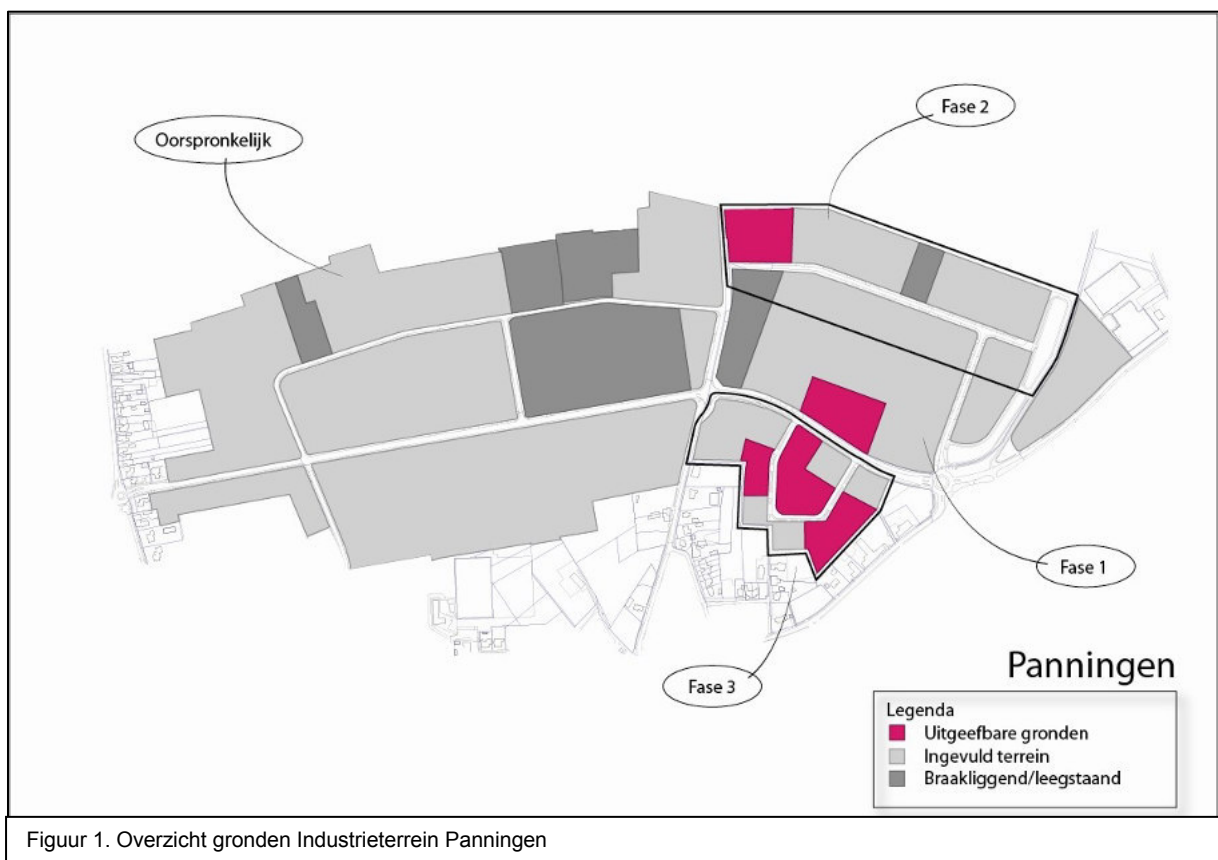 Fase 2
Oorspronkelijk
Fase 1
Fase 3
Panningen
Legenda
Uitgeefbare gronden
Ingevuld terrein
Braakliggend/leegstaand
Figuur 1. Overzicht gronden Industrieterrein Panningen